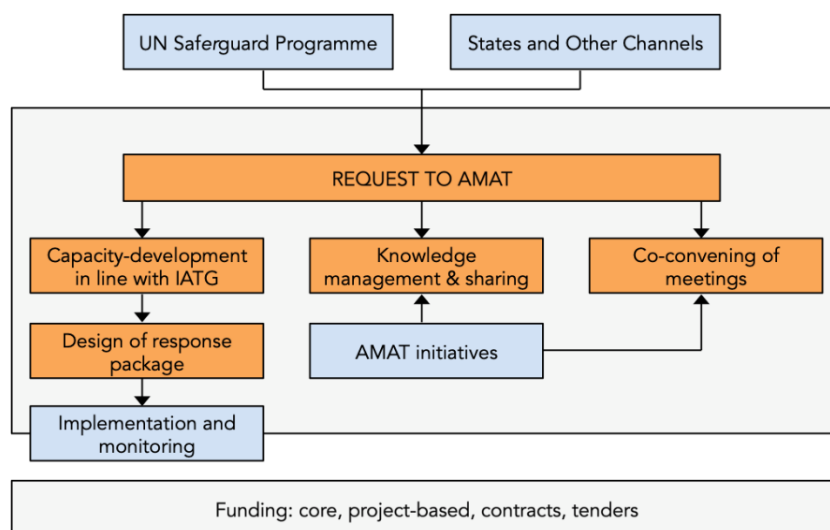 UN Saferguard Programme
States and Other Channels
REQUEST TO AMAT
Capacity-development
in line with IATG
Knowledge
management & sharing
Co-convening of
meetings
Design of response
package
AMAT initiatives
Implementation and
monitoring
Funding: core, project-based, contracts, tenders